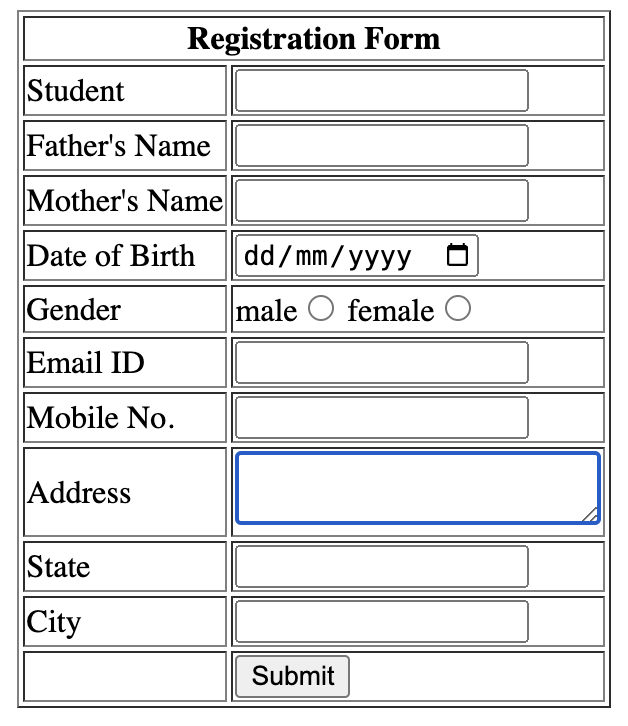 Registration Form
Student
Father's Name
Mother's Name
Date of Birth dd/mm/yyyy
Gender male female
Email ID
Mobile No.
Address
State
City
Submit